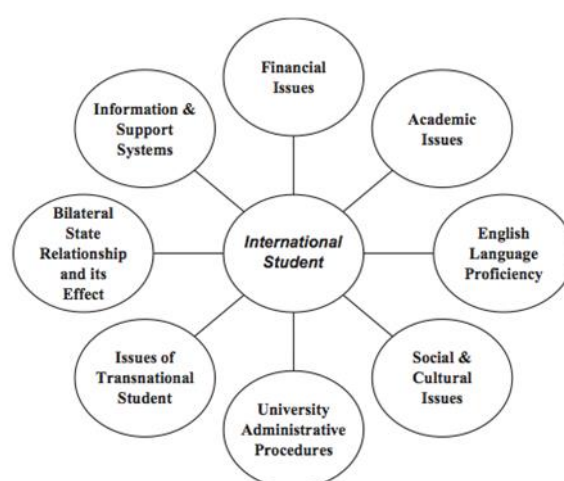 Financial
Issues
Information &
Support
Systems
Academic
Issues
Bilateral
State
Relationship
and its
Effect
International
Student
English
Language
Proficiency
Issues of
Transnational
Student
Social &
Cultural
Issues
University
Administrative
Procedures